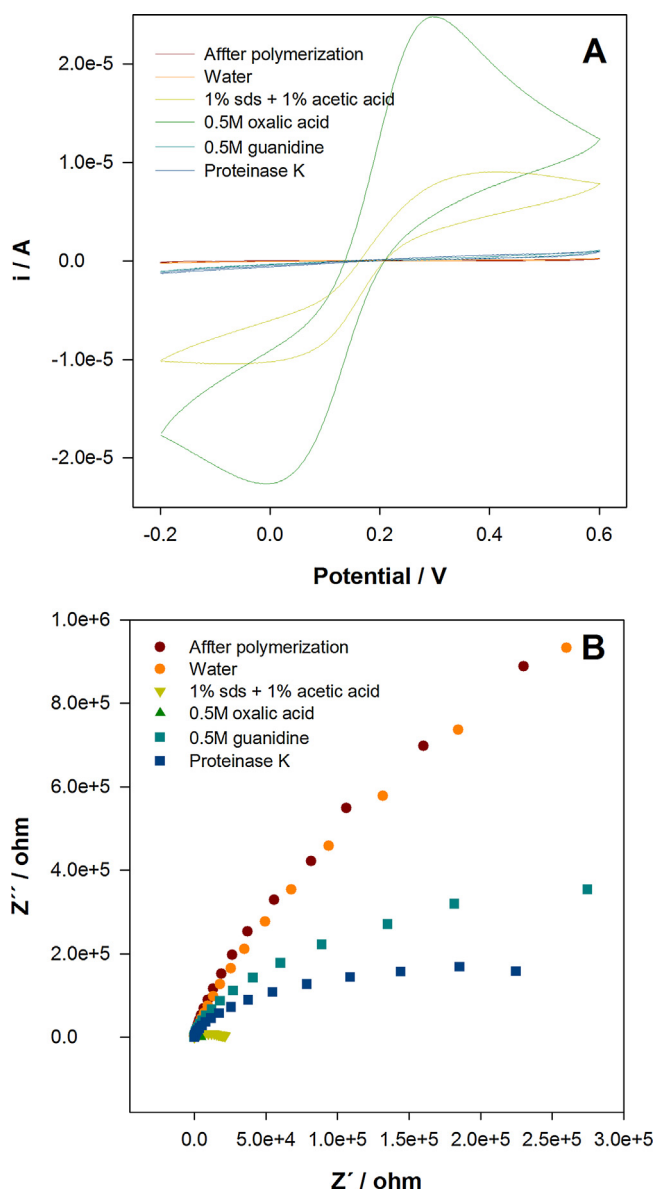 A
Affter polymerization
Water
1% sds + 1% acetic acid
0.5M oxalic acid
0.5M guanidine
Proteinase K
2.0e-5
1.0e-5
0.0
-1.0e-5
-2.0e-5
i / A
-0.2 0.0 0.2 0.4 0.6
Potential / V
B
Affter polymerization
Water
1% sds + 1% acetic acid
0.5M oxalic acid
0.5M guanidine
Proteinase K
1.0e+6
8.0e+5
6.0e+5
4.0e+5
2.0e+5
0.0
Z´´ / ohm
0.0 5.0e+4 1.0e+5 1.5e+5 2.0e+5 2.5e+5 3.0e+5
Z´ / ohm